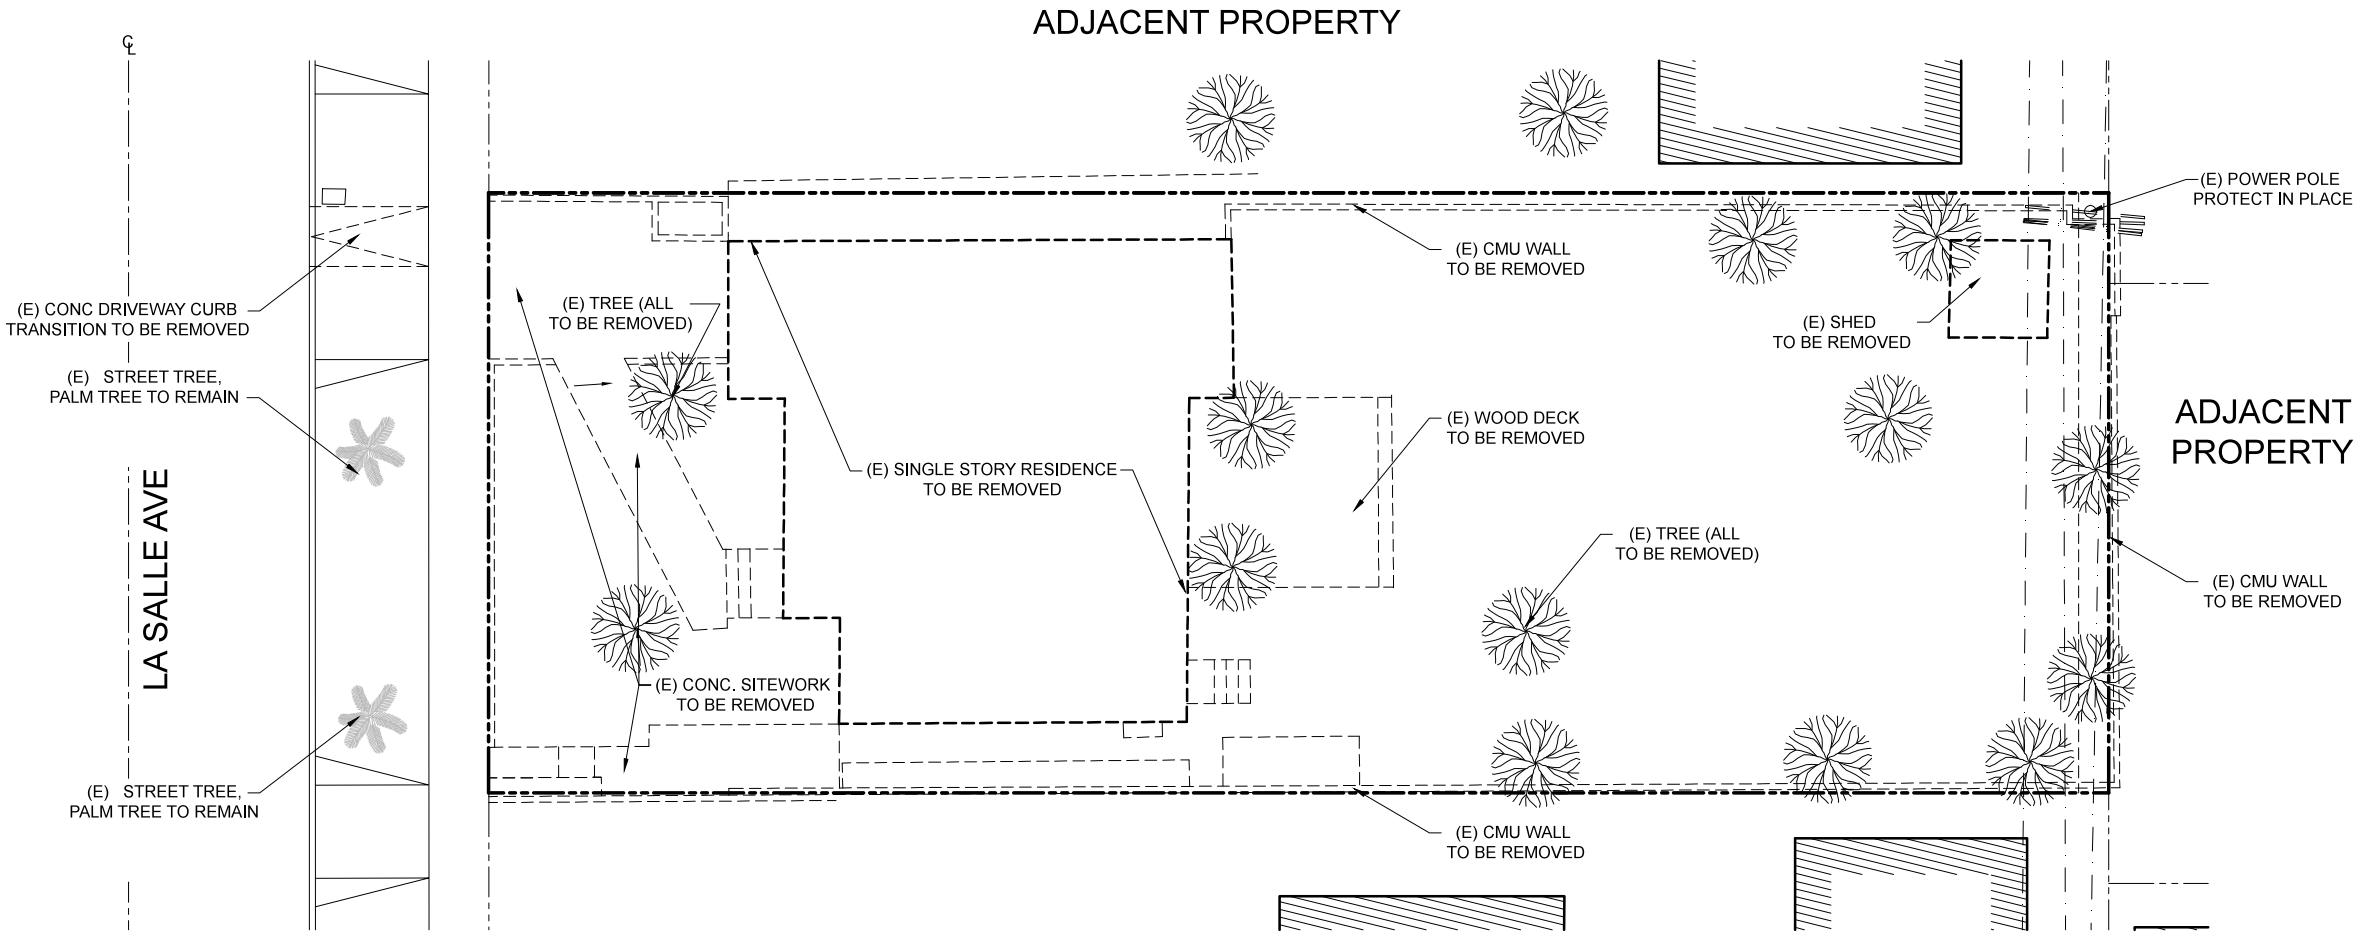 ADJACENT PROPERTY
℄
(E) POWER POLE
PROTECT IN PLACE
(E) CMU WALL
TO BE REMOVED
(E) CONC DRIVEWAY CURB
TRANSITION TO BE REMOVED
(E) TREE (ALL
TO BE REMOVED)
(E) SHED
TO BE REMOVED
(E) STREET TREE,
PALM TREE TO REMAIN
ADJACENT
PROPERTY
(E) WOOD DECK
TO BE REMOVED
(E) SINGLE STORY RESIDENCE
TO BE REMOVED
LA SALLE AVE
(E) TREE (ALL
TO BE REMOVED)
(E) CMU WALL
TO BE REMOVED
(E) CONC. SITEWORK
TO BE REMOVED
(E) STREET TREE,
PALM TREE TO REMAIN
(E) CMU WALL
TO BE REMOVED